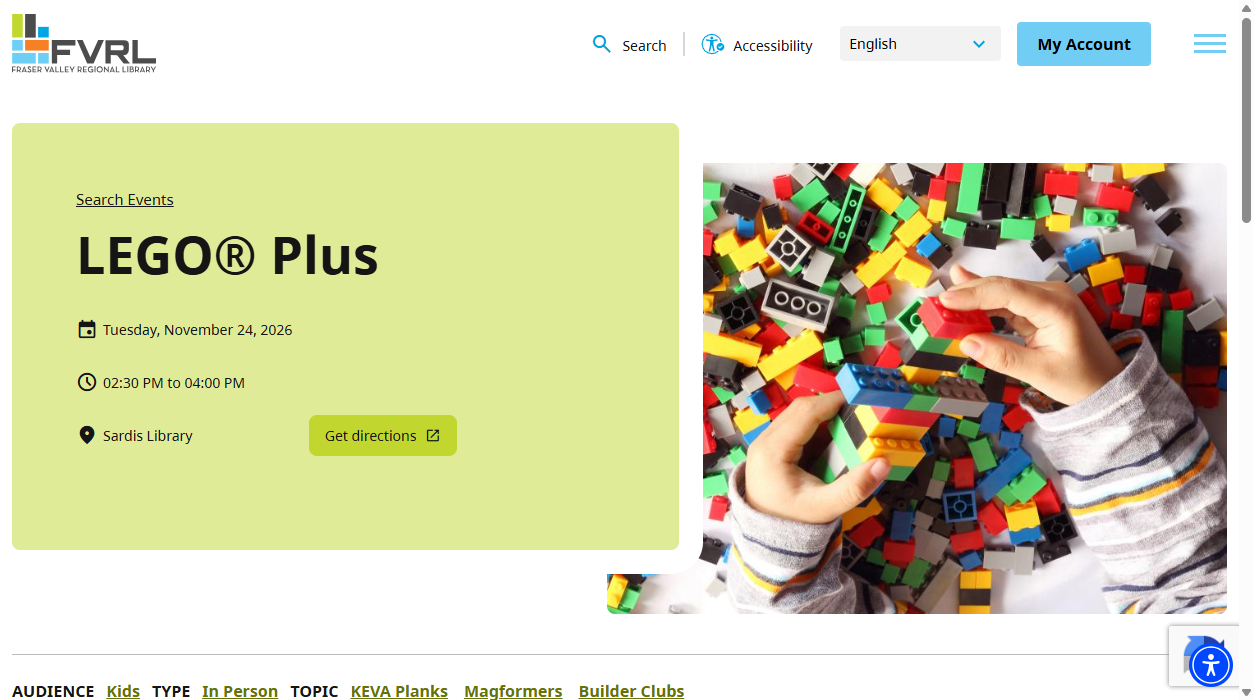 FVRL
FRASER VALLEY REGIONAL LIBRARY
Search
Accessibility
English
My Account
Search Events
LEGO® Plus
Tuesday, November 24, 2026
02:30 PM to 04:00 PM
Sardis Library
Get directions
AUDIENCE Kids TYPE In Person TOPIC KEVA Planks Magformers Builder Clubs